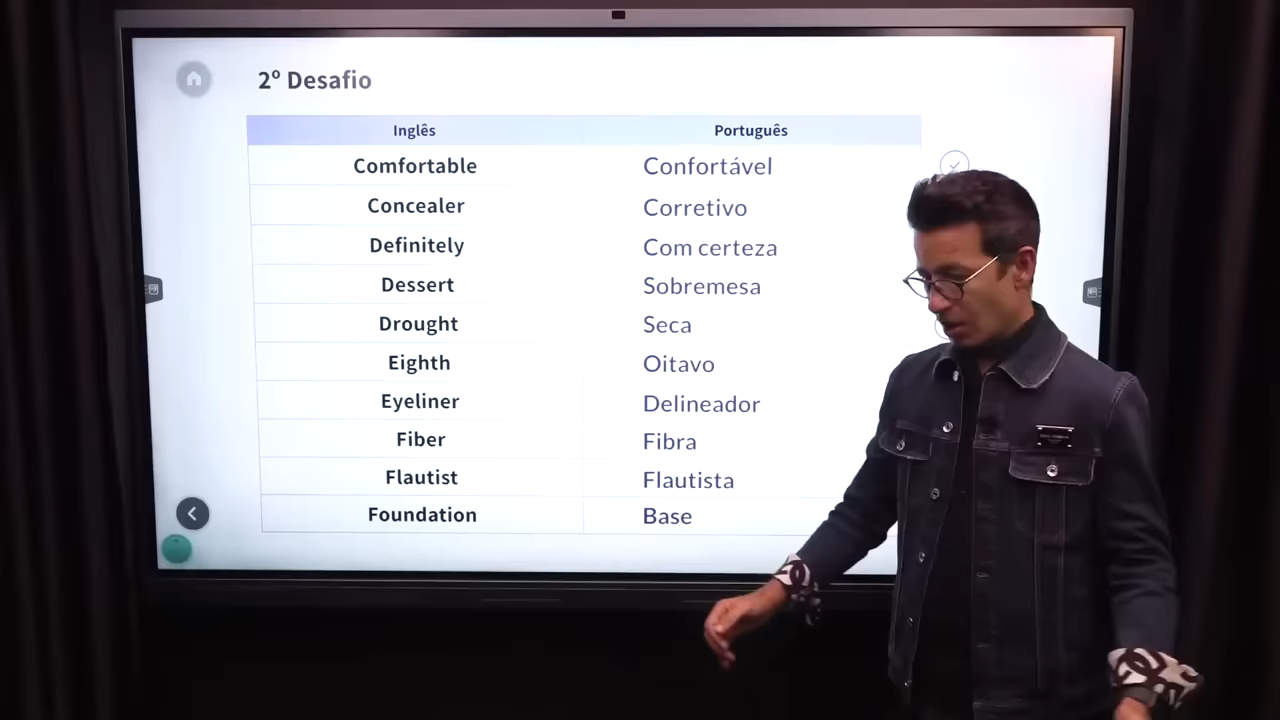 2º Desafio
Inglês Português
Comfortable Confortável
Concealer Corretivo
Definitely Com certeza
Dessert Sobremesa
Drought Seca
Eighth Oitavo
Eyeliner Delineador
Fiber Fibra
Flautist Flautista
Foundation Base